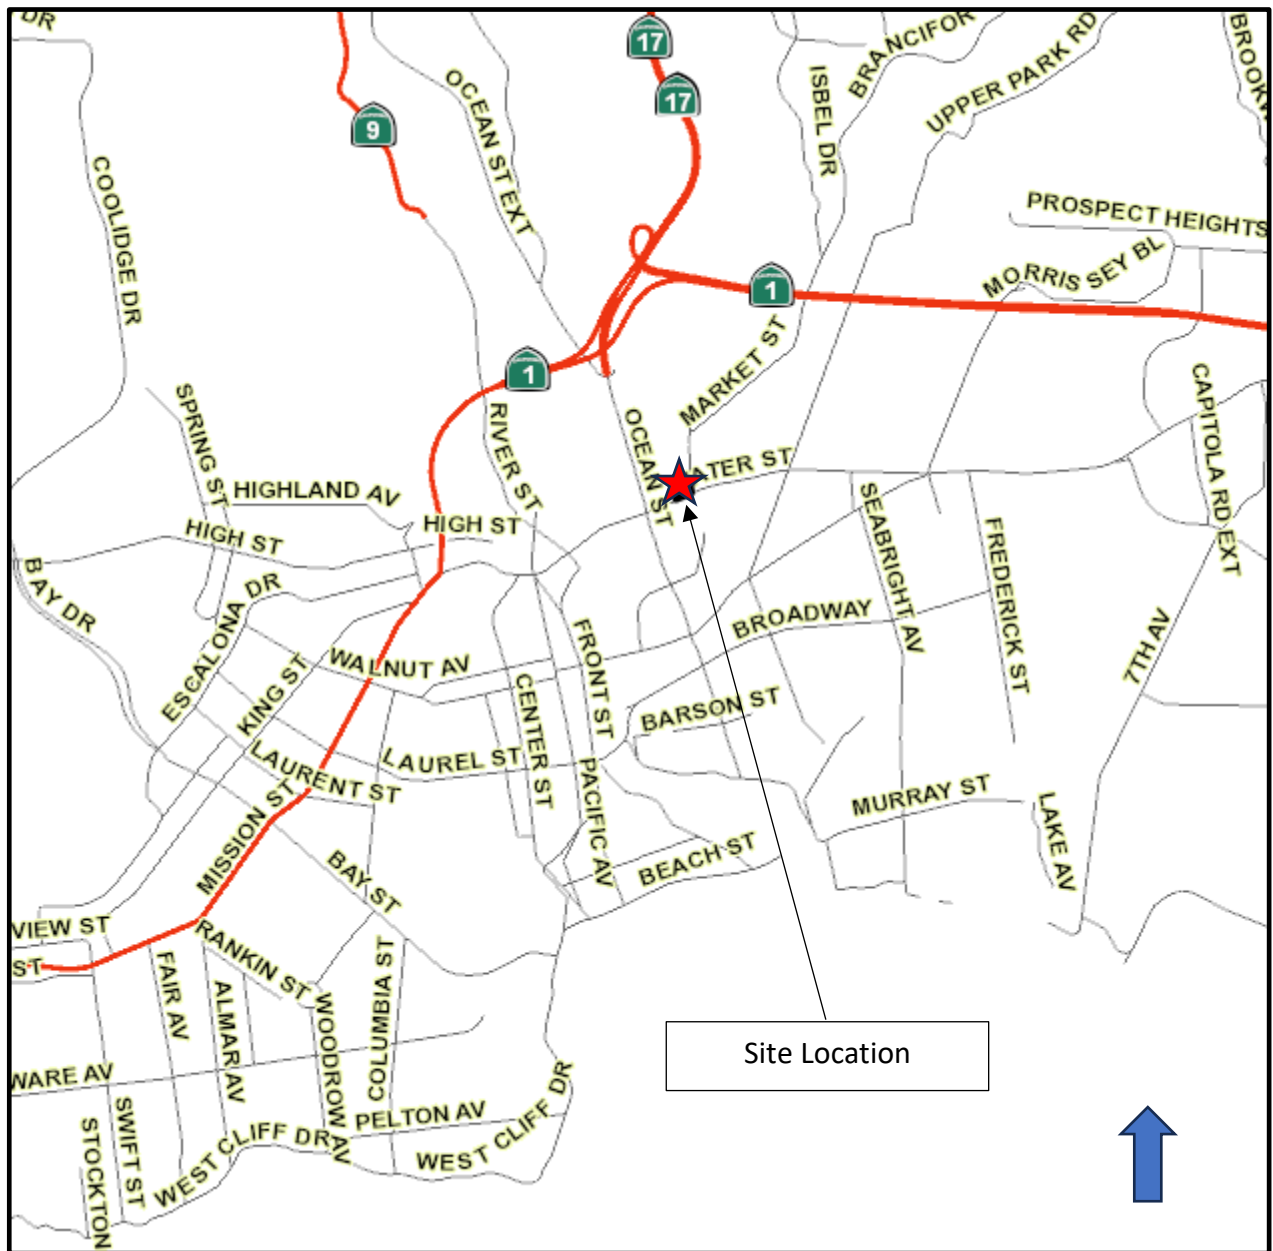 DR
17
17
BRANCIFOR
UPPER PARK RD
BROOKW
OCEAN ST EXT
ISBEL DR
9
COOLIDGE DR
PROSPECT HEIGHTS
MORRIS SEY BL
1
1
MARKET ST
SPRING ST
RIVER ST
OCEAN ST
ATER ST
CAPITOLA RD EXT
HIGHLAND AV
HIGH ST
HIGH ST
SEABRIGHT AV
FREDERICK ST
BAY DR
ESCALONA DR
BROADWAY
7TH AV
WALNUT AV
FRONT ST
KING ST
CENTER ST
BARSON ST
LAUREL ST
LAURENT ST
PACIFIC AV
MURRAY ST
LAKE AV
MISSION ST
BAY ST
BEACH ST
VIEW ST
ST
RANKIN ST
FAIR AV
ALMAR AV
WOODROW AV
COLUMBIA ST
Site Location
WARE AV
SWIFT ST
STOCKTON
PELTON AV
WEST CLIFF DR
WEST CLIFF DR